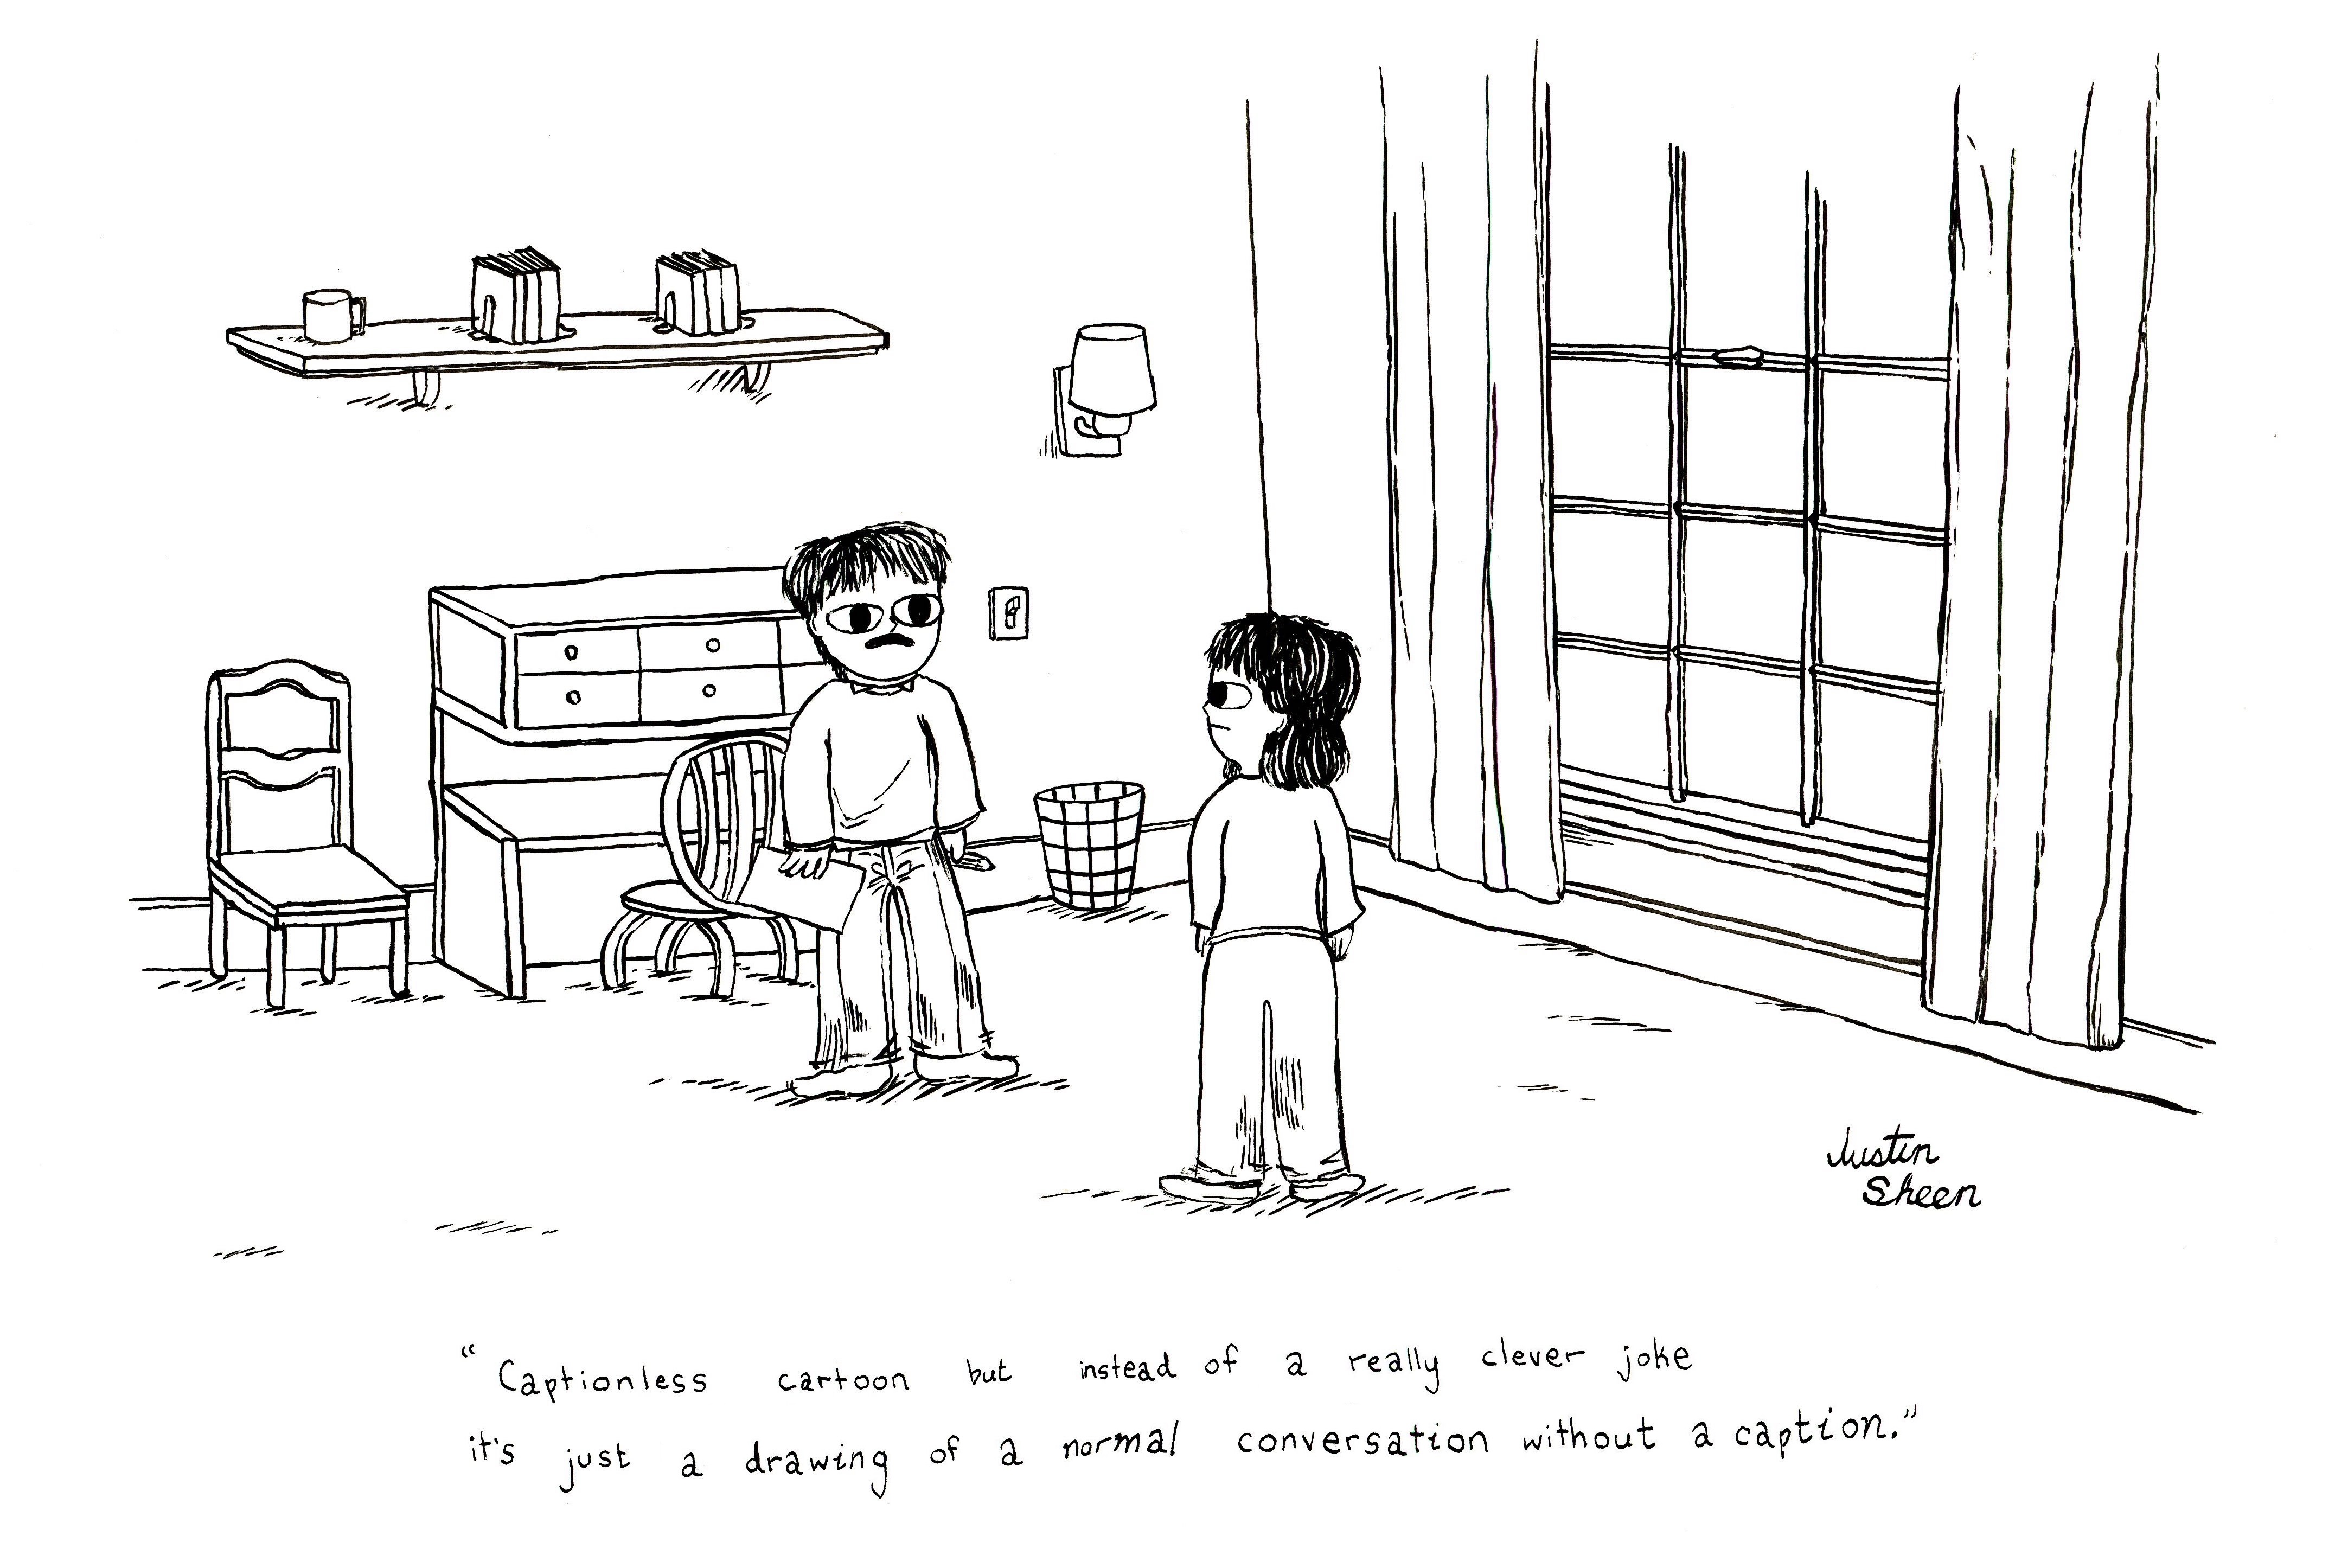 Justin
Sheen
“Captionless cartoon but instead of a really clever joke
it's just a drawing of a normal conversation without a caption.”